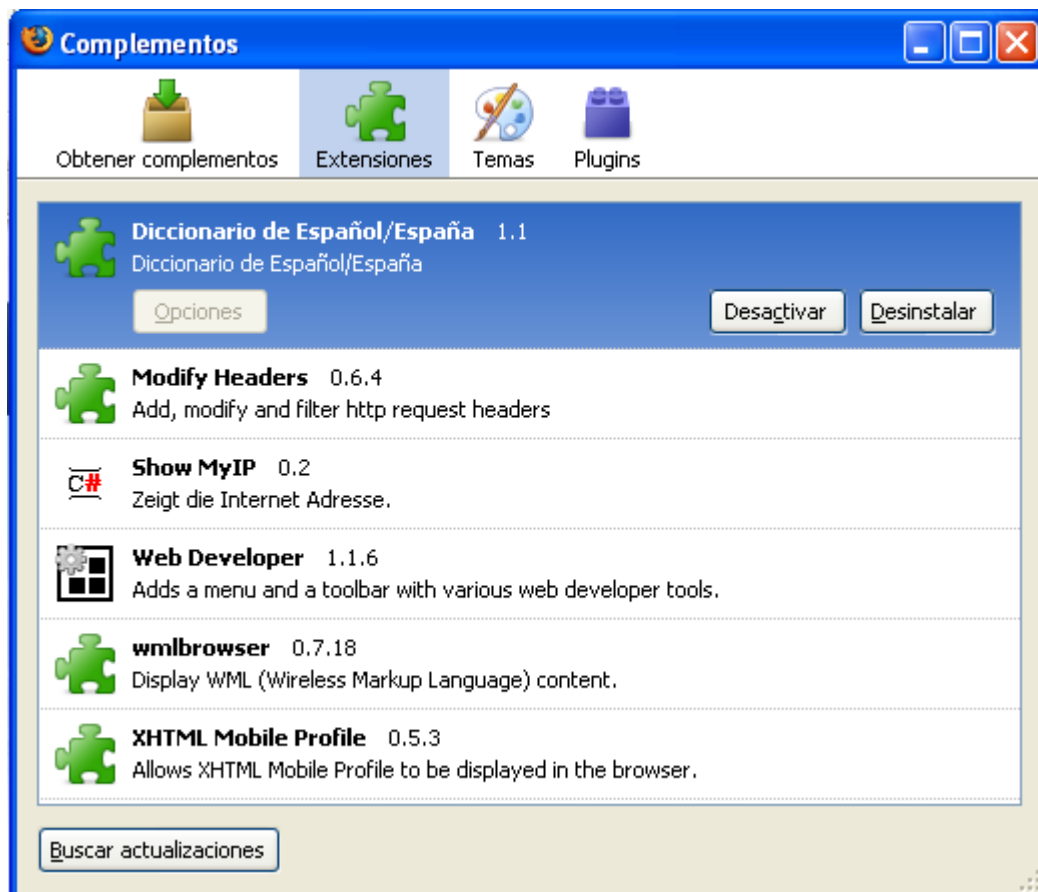 Complementos
Obtener complementos
Extensiones
Temas
Plugins
Diccionario de Español/España 1.1
Diccionario de Español/España
Opciones
Desactivar
Desinstalar
Modify Headers 0.6.4
Add, modify and filter http request headers
C#
Show MyIP 0.2
Zeigt die Internet Adresse.
Web Developer 1.1.6
Adds a menu and a toolbar with various web developer tools.
wmlbrowser 0.7.18
Display WML (Wireless Markup Language) content.
XHTML Mobile Profile 0.5.3
Allows XHTML Mobile Profile to be displayed in the browser.
Buscar actualizaciones